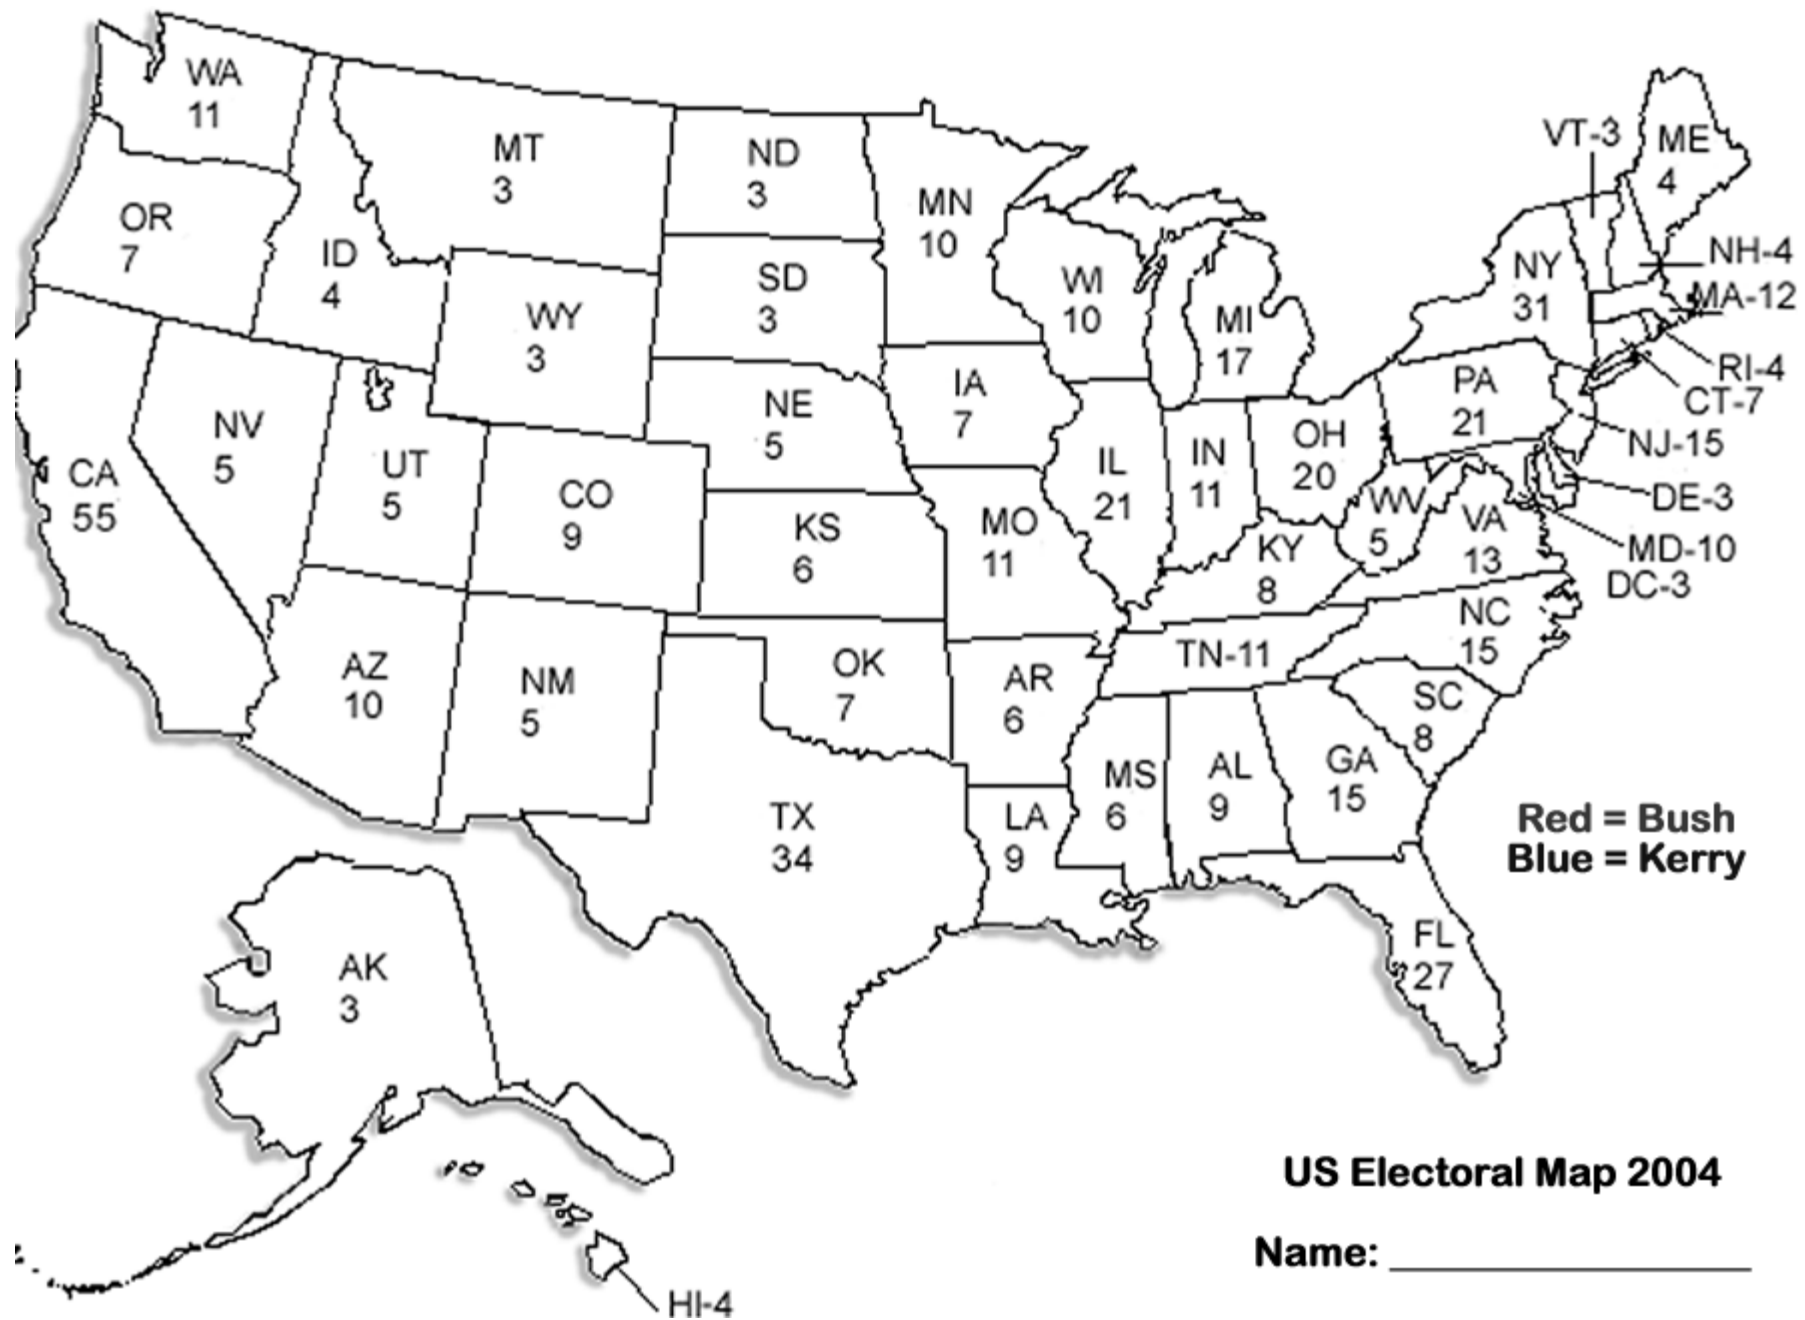 WA
11
MT
3
ND
3
VT-3
ME
4
OR
7
ID
4
MN
10
NH-4
SD
3
WI
10
NY
31
MA-12
WY
3
MI
17
RI-4
CT-7
IA
7
PA
21
NE
5
NV
5
NJ-15
OH
20
CA
55
UT
5
IL
21
IN
11
DE-3
CO
9
WV
5
KS
6
MO
11
VA
13
KY
8
MD-10
DC-3
NC
15
TN-11
AZ
10
NM
5
OK
7
AR
6
SC
8
MS
6
AL
9
GA
15
TX
34
LA
9
Red = Bush
Blue = Kerry
FL
27
AK
3
US Electoral Map 2004
Name: ________________
HI-4